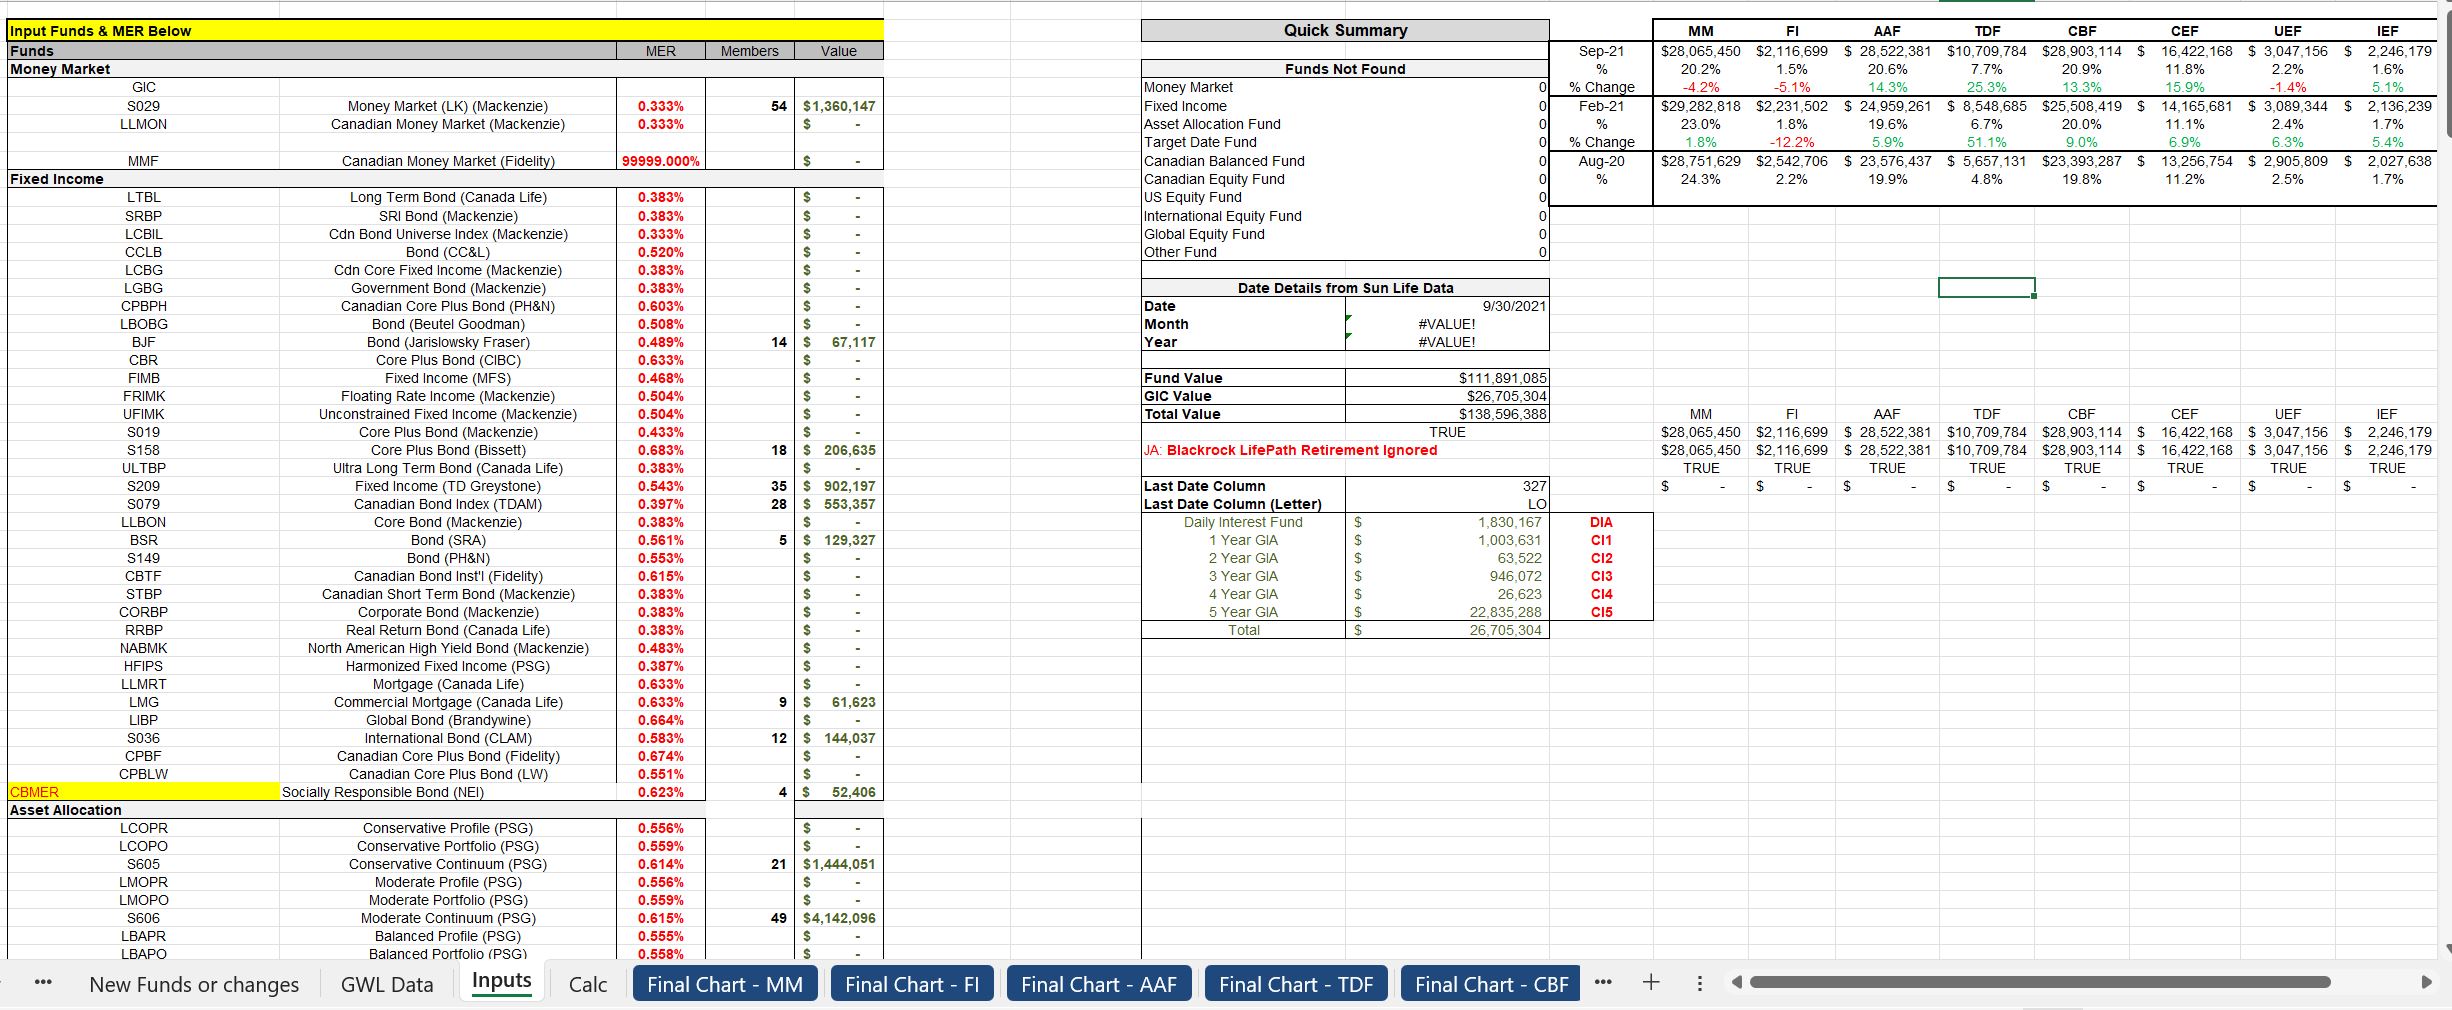 Input Funds & MER Below
Funds MER Members Value
Money Market
GIC
S029 Money Market (LK) (Mackenzie) 0.333% 54 $1,360,147
LLMON Canadian Money Market (Mackenzie) 0.333% $ -
MMF Canadian Money Market (Fidelity) 99999.000% $ -
Fixed Income
LTBL Long Term Bond (Canada Life) 0.383% $ -
SRBP SRI Bond (Mackenzie) 0.383% $ -
LCBIL Cdn Bond Universe Index (Mackenzie) 0.333% $ -
CCLB Bond (CC&L) 0.520% $ -
LCBG Cdn Core Fixed Income (Mackenzie) 0.383% $ -
LGBG Government Bond (Mackenzie) 0.383% $ -
CPBPH Canadian Core Plus Bond (PH&N) 0.603% $ -
LBOBG Bond (Beutel Goodman) 0.508% $ -
BJF Bond (Jarislowsky Fraser) 0.489% 14 $ 67,117
CBR Core Plus Bond (CIBC) 0.633% $ -
FIMB Fixed Income (MFS) 0.468% $ -
FRIMK Floating Rate Income (Mackenzie) 0.504% $ -
UFIMK Unconstrained Fixed Income (Mackenzie) 0.504% $ -
S019 Core Plus Bond (Mackenzie) 0.433% $ -
S158 Core Plus Bond (Bissett) 0.683% 18 $ 206,635
ULTBP Ultra Long Term Bond (Canada Life) 0.383% $ -
S209 Fixed Income (TD Greystone) 0.543% 35 $ 902,197
S079 Canadian Bond Index (TDAM) 0.397% 28 $ 553,357
LLBON Core Bond (Mackenzie) 0.383% $ -
BSR Bond (SRA) 0.561% 5 $ 129,327
S149 Bond (PH&N) 0.553% $ -
CBTF Canadian Bond Inst'l (Fidelity) 0.615% $ -
STBP Canadian Short Term Bond (Mackenzie) 0.383% $ -
CORBP Corporate Bond (Mackenzie) 0.383% $ -
RRBP Real Return Bond (Canada Life) 0.383% $ -
NABMK North American High Yield Bond (Mackenzie) 0.483% $ -
HFIPS Harmonized Fixed Income (PSG) 0.387% $ -
LLMRT Mortgage (Canada Life) 0.633% $ -
LMG Commercial Mortgage (Canada Life) 0.633% 9 $ 61,623
LIBP Global Bond (Brandywine) 0.664% $ -
S036 International Bond (CLAM) 0.583% 12 $ 144,037
CPBF Canadian Core Plus Bond (Fidelity) 0.674% $ -
CPBLW Canadian Core Plus Bond (LW) 0.551% $ -
CBMER Socially Responsible Bond (NEI) 0.623% 4 $ 52,406
Asset Allocation
LCOPR Conservative Profile (PSG) 0.556% $ -
LCOPO Conservative Portfolio (PSG) 0.559% $ -
S605 Conservative Continuum (PSG) 0.614% 21 $1,444,051
LMOPR Moderate Profile (PSG) 0.556% $ -
LMOPO Moderate Portfolio (PSG) 0.559% $ -
S606 Moderate Continuum (PSG) 0.615% 49 $4,142,096
LBAPR Balanced Profile (PSG) 0.555% $ -
LBAPO Balanced Portfolio (PSG) 0.558% $ -
Quick Summary
Funds Not Found
Money Market 0
Fixed Income 0
Asset Allocation Fund 0
Target Date Fund 0
Canadian Balanced Fund 0
Canadian Equity Fund 0
US Equity Fund 0
International Equity Fund 0
Global Equity Fund 0
Other Fund 0
Date Details from Sun Life Data
Date 9/30/2021
Month #VALUE!
Year #VALUE!
Fund Value $111,891,085
GIC Value $26,705,304
Total Value $138,596,388
TRUE
JA: Blackrock LifePath Retirement Ignored
Last Date Column 327
Last Date Column (Letter) LO
Daily Interest Fund $ 1,830,167 DIA
1 Year GIA $ 1,003,631 CI1
2 Year GIA $ 63,522 CI2
3 Year GIA $ 946,072 CI3
4 Year GIA $ 26,623 CI4
5 Year GIA $ 22,835,288 CI5
Total $ 26,705,304
MM FI AAF TDF CBF CEF UEF IEF
Sep-21 $28,065,450 $2,116,699 $ 28,522,381 $10,709,784 $28,903,114 $ 16,422,168 $ 3,047,156 $ 2,246,179
% 20.2% 1.5% 20.6% 7.7% 20.9% 11.8% 2.2% 1.6%
% Change -4.2% -5.1% 14.3% 25.3% 13.3% 15.9% -1.4% 5.1%
Feb-21 $29,282,818 $2,231,502 $ 24,959,261 $ 8,548,685 $25,508,419 $ 14,165,681 $ 3,089,344 $ 2,136,239
% 23.0% 1.8% 19.6% 6.7% 20.0% 11.1% 2.4% 1.7%
% Change 1.8% -12.2% 5.9% 51.1% 9.0% 6.9% 6.3% 5.4%
Aug-20 $28,751,629 $2,542,706 $ 23,576,437 $ 5,657,131 $23,393,287 $ 13,256,754 $ 2,905,809 $ 2,027,638
% 24.3% 2.2% 19.9% 4.8% 19.8% 11.2% 2.5% 1.7%
MM FI AAF TDF CBF CEF UEF IEF
$28,065,450 $2,116,699 $ 28,522,381 $10,709,784 $28,903,114 $ 16,422,168 $ 3,047,156 $ 2,246,179
$28,065,450 $2,116,699 $ 28,522,381 $10,709,784 $28,903,114 $ 16,422,168 $ 3,047,156 $ 2,246,179
TRUE TRUE TRUE TRUE TRUE TRUE TRUE TRUE
$ - $ - $ - $ - $ - $ - $ - $ -
New Funds or changes GWL Data Inputs Calc Final Chart - MM Final Chart - FI Final Chart - AAF Final Chart - TDF Final Chart - CBF